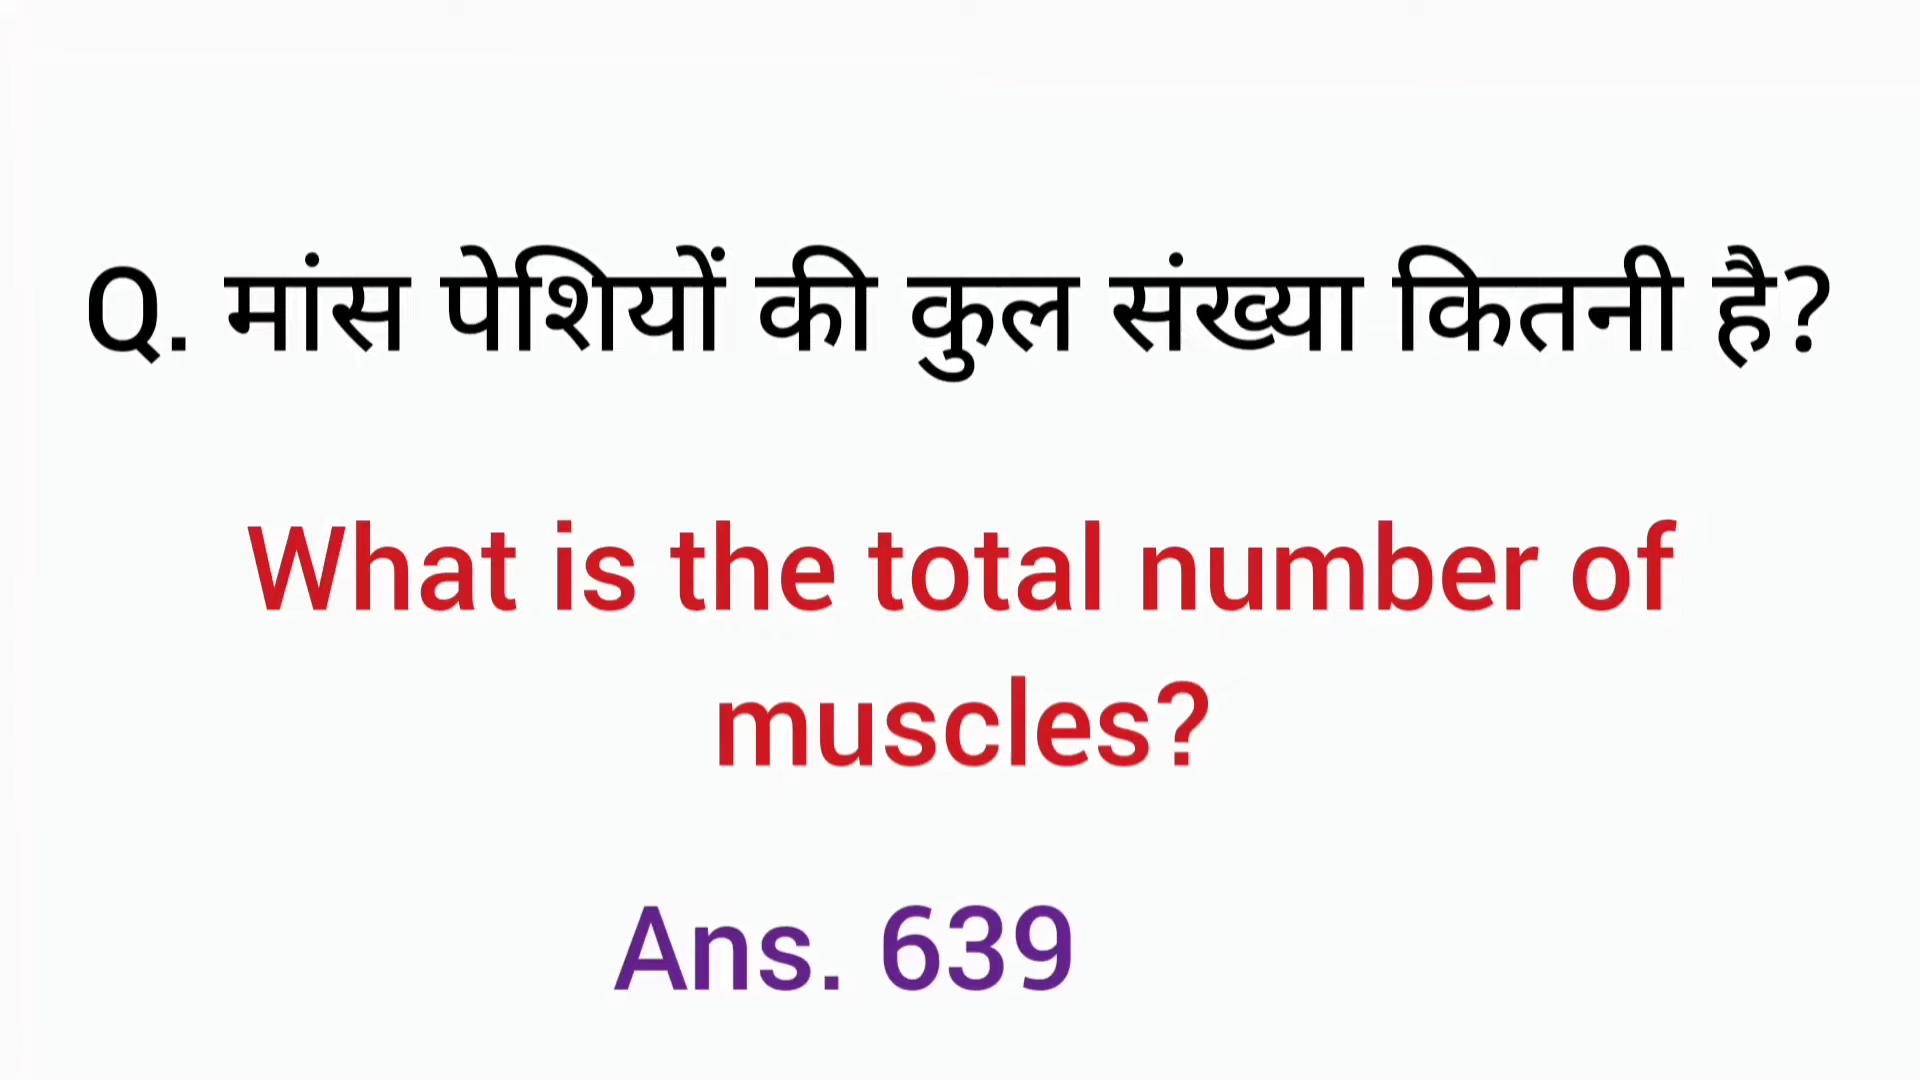 Q. मांस पेशियों की कुल संख्या कितनी है?
What is the total number of
muscles?
Ans. 639